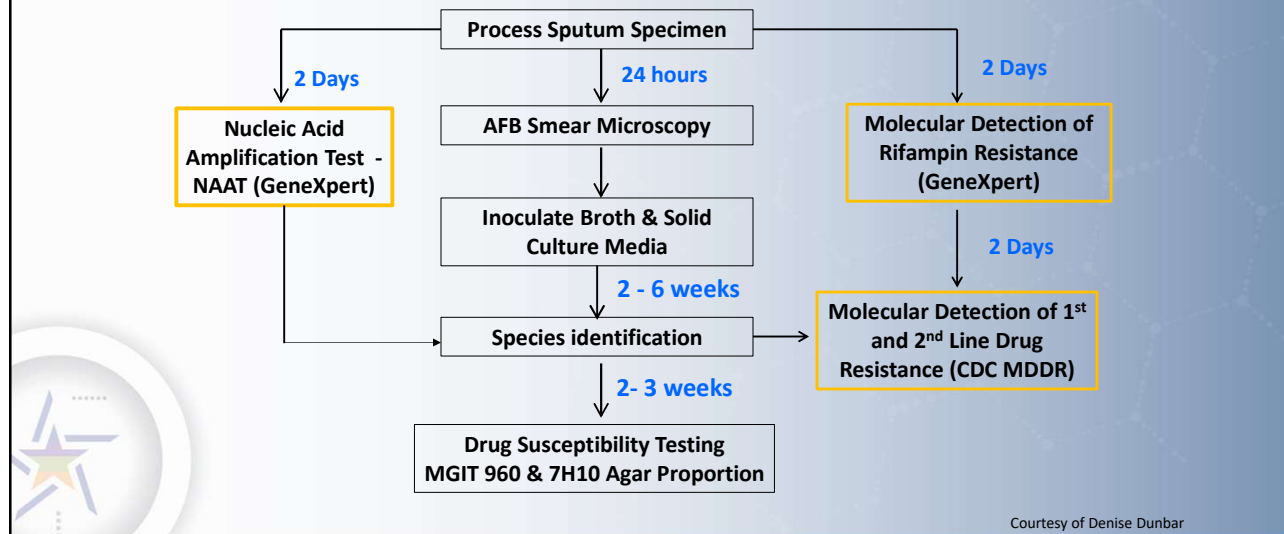 Process Sputum Specimen
2 Days
24 hours
2 Days
Nucleic Acid
Amplification Test -
NAAT (GeneXpert)
AFB Smear Microscopy
Molecular Detection of
Rifampin Resistance
(GeneXpert)
Inoculate Broth & Solid
Culture Media
2 Days
2 - 6 weeks
Species identification
Molecular Detection of 1st
and 2nd Line Drug
Resistance (CDC MDDR)
2- 3 weeks
Drug Susceptibility Testing
MGIT 960 & 7H10 Agar Proportion
Courtesy of Denise Dunbar